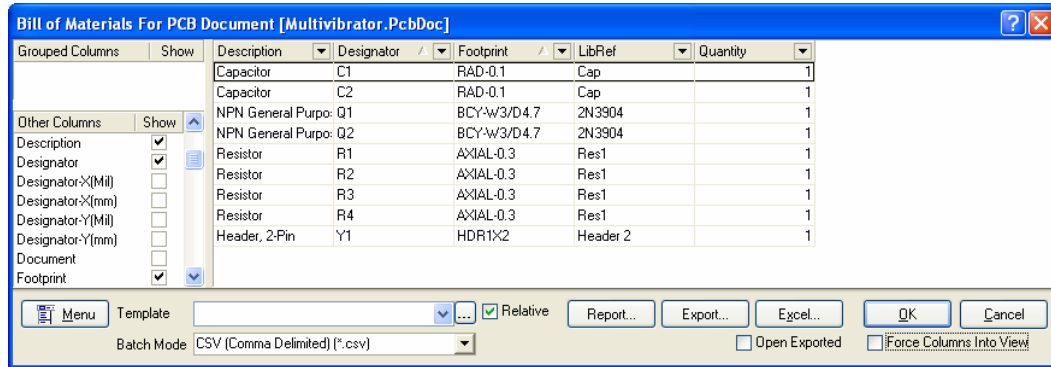 Bill of Materials For PCB Document [Multivibrator.PcbDoc]
Grouped Columns Show Description Designator Footprint LibRef Quantity
Capacitor C1 RAD-0.1 Cap 1
Capacitor C2 RAD-0.1 Cap 1
NPN General Purpo: Q1 BCY-W3/D4.7 2N3904 1
NPN General Purpo: Q2 BCY-W3/D4.7 2N3904 1
Resistor R1 AXIAL-0.3 Res1 1
Resistor R2 AXIAL-0.3 Res1 1
Resistor R3 AXIAL-0.3 Res1 1
Resistor R4 AXIAL-0.3 Res1 1
Header, 2-Pin Y1 HDR1X2 Header 2 1
Other Columns Show
Description
Designator
Designator-X(Mil)
Designator-X(mm)
Designator-Y(Mil)
Designator-Y(mm)
Document
Footprint
Menu Template ... Relative Report... Export... Excel... OK Cancel
Batch Mode CSV (Comma Delimited) (*.csv) Open Exported Force Columns Into View